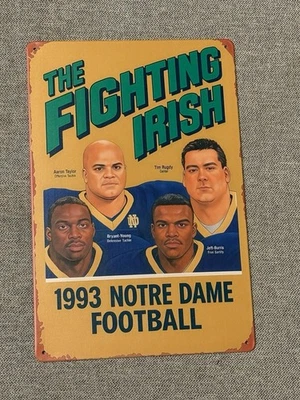 THE
FIGHTING
IRISH
Aaron Taylor
Offensive Tackle
Tim Ruddy
Center
ND
Bryant Young
Defensive Tackle
Jeff Burris
Free Safety
1993 NOTRE DAME
FOOTBALL